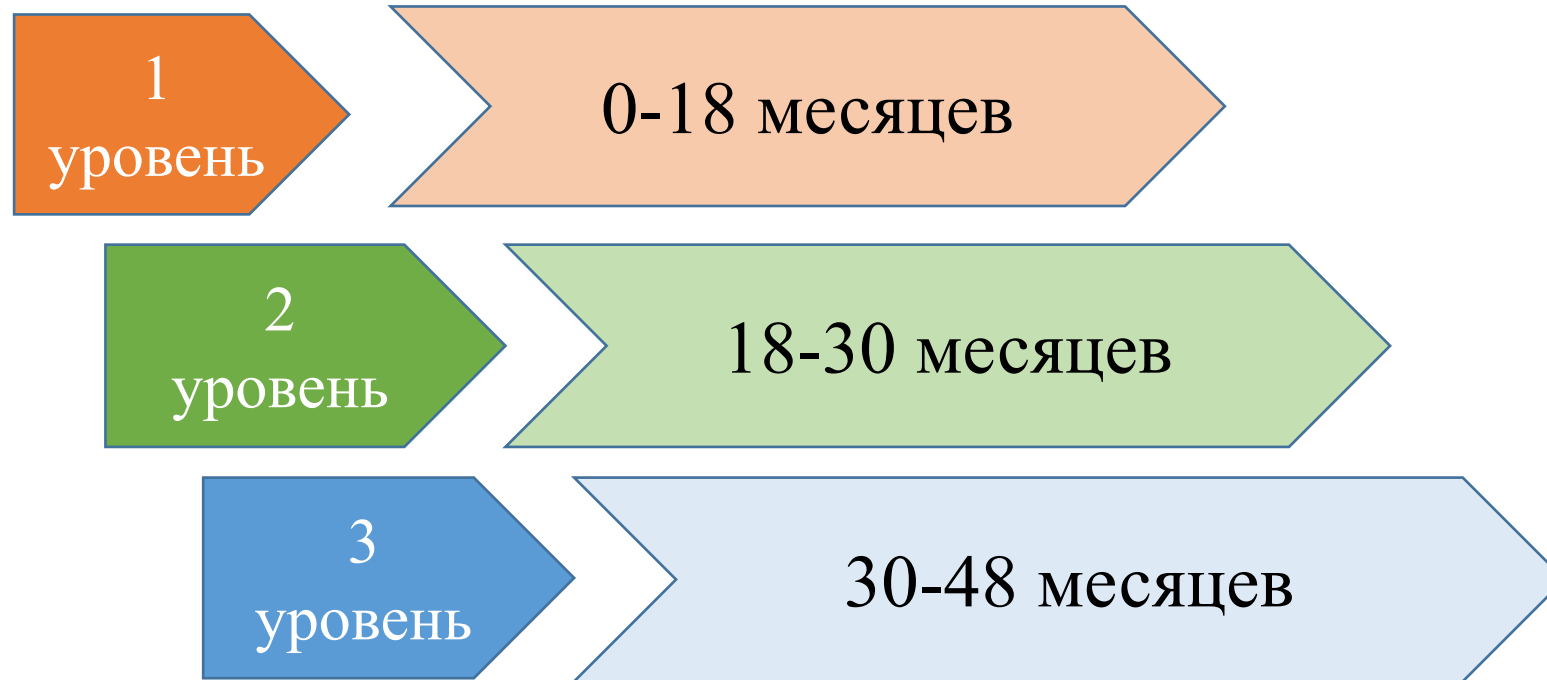 1
уровень
0-18 месяцев
2
уровень
18-30 месяцев
3
уровень
30-48 месяцев